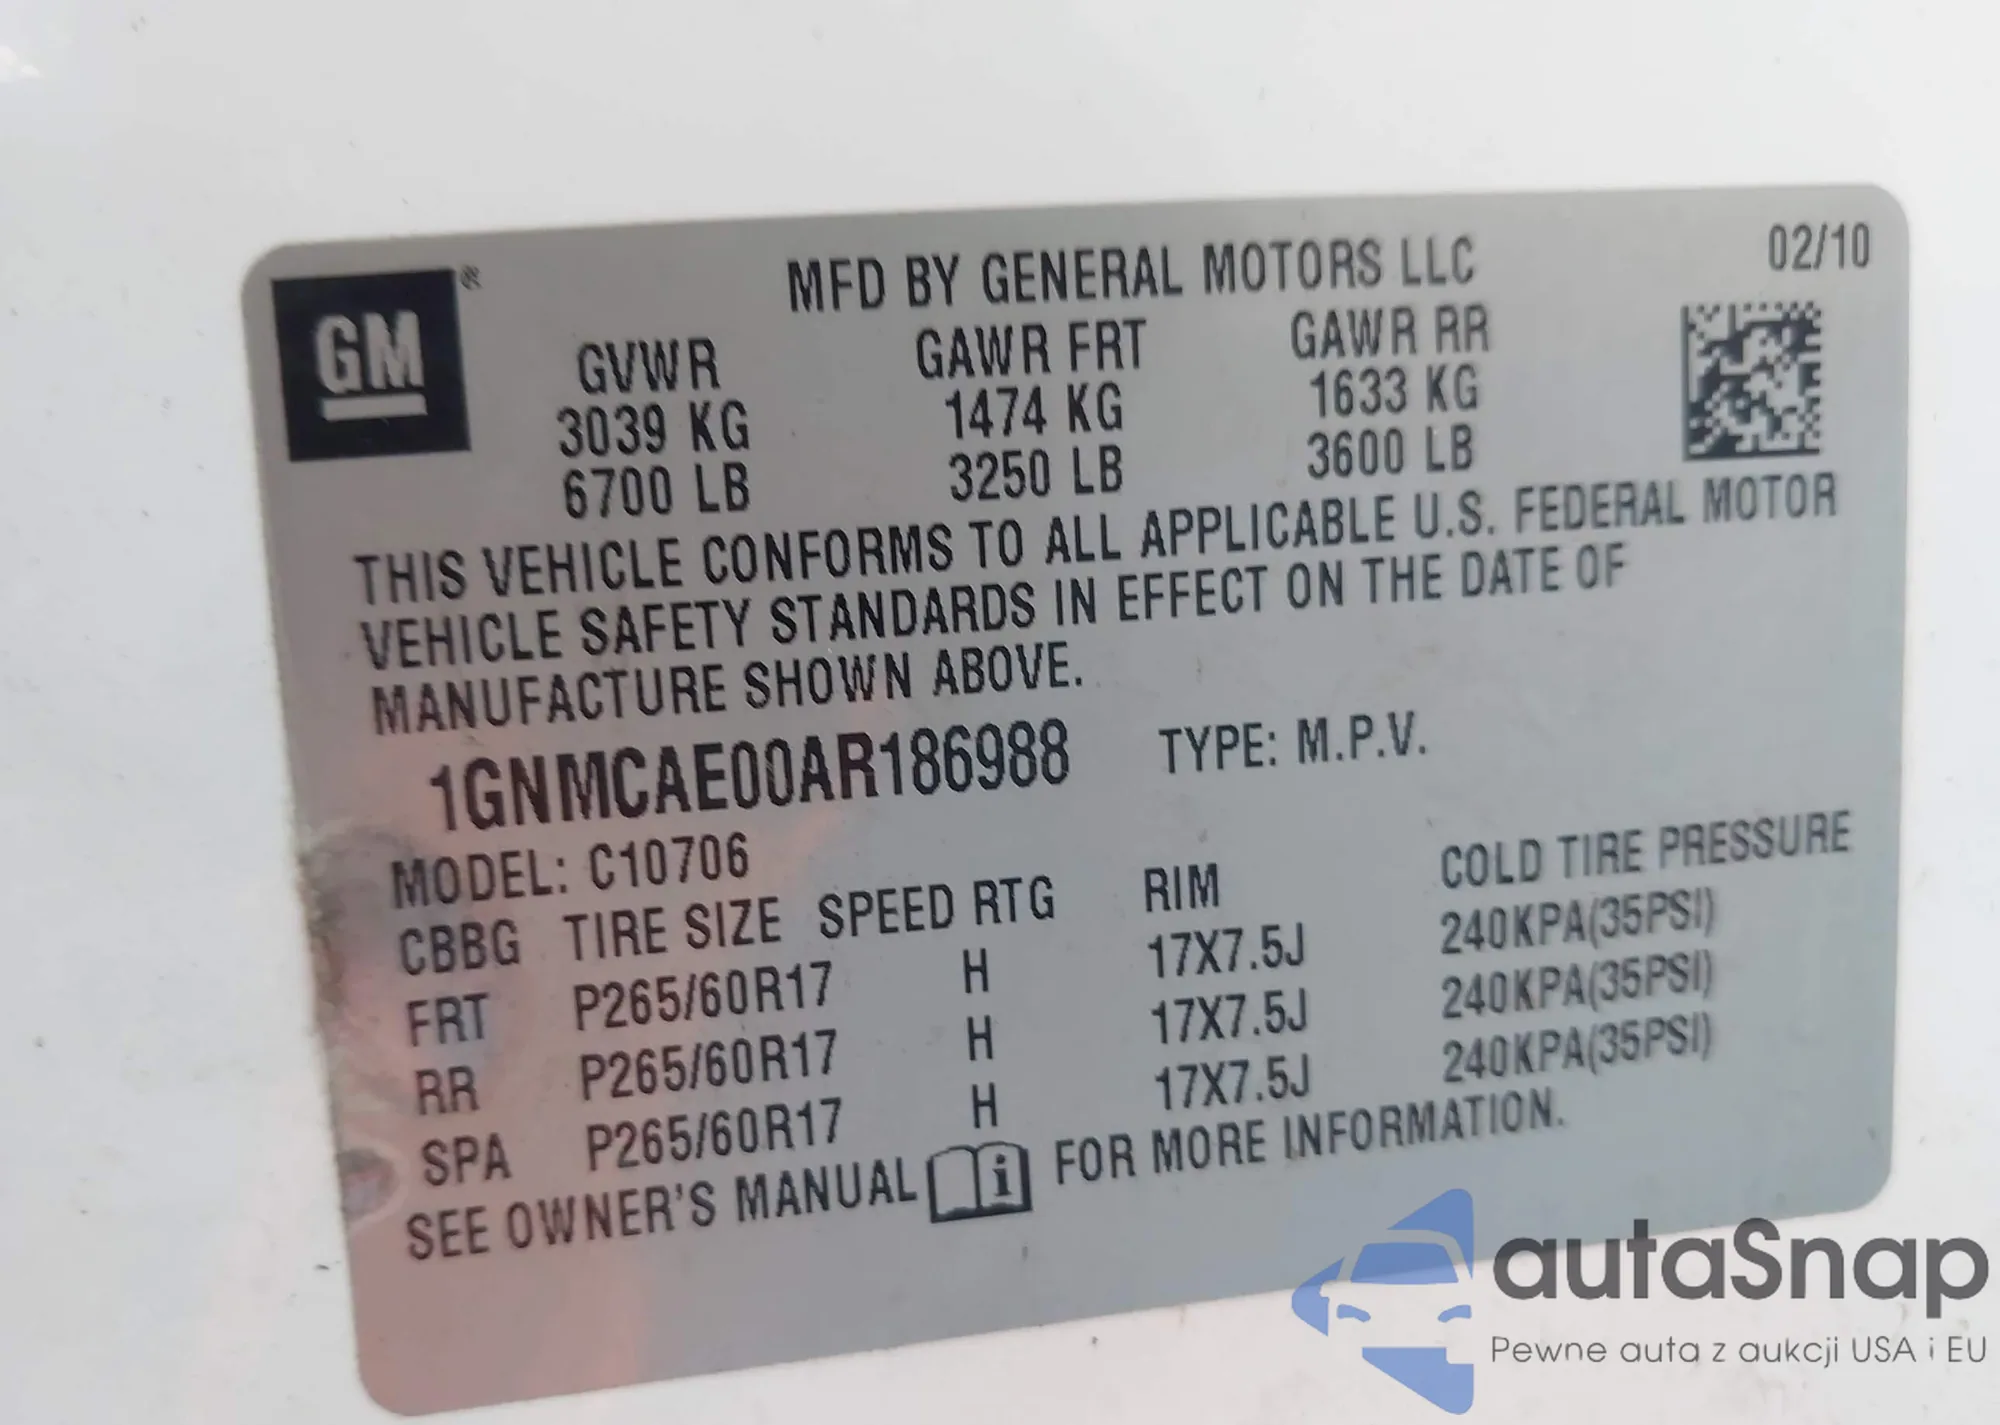 GM®
MFD BY GENERAL MOTORS LLC 02/10
GVWR GAWR FRT GAWR RR
3039 KG 1474 KG 1633 KG
6700 LB 3250 LB 3600 LB
THIS VEHICLE CONFORMS TO ALL APPLICABLE U.S. FEDERAL MOTOR
VEHICLE SAFETY STANDARDS IN EFFECT ON THE DATE OF
MANUFACTURE SHOWN ABOVE.
1GNMCAE00AR186988 TYPE: M.P.V.
MODEL: C10706
CBBG TIRE SIZE SPEED RTG RIM COLD TIRE PRESSURE
FRT P265/60R17 H 17X7.5J 240KPA(35PSI)
RR P265/60R17 H 17X7.5J 240KPA(35PSI)
SPA P265/60R17 H 17X7.5J 240KPA(35PSI)
SEE OWNER'S MANUAL i FOR MORE INFORMATION.
autaSnap
Pewne auta z aukcji USA i EU